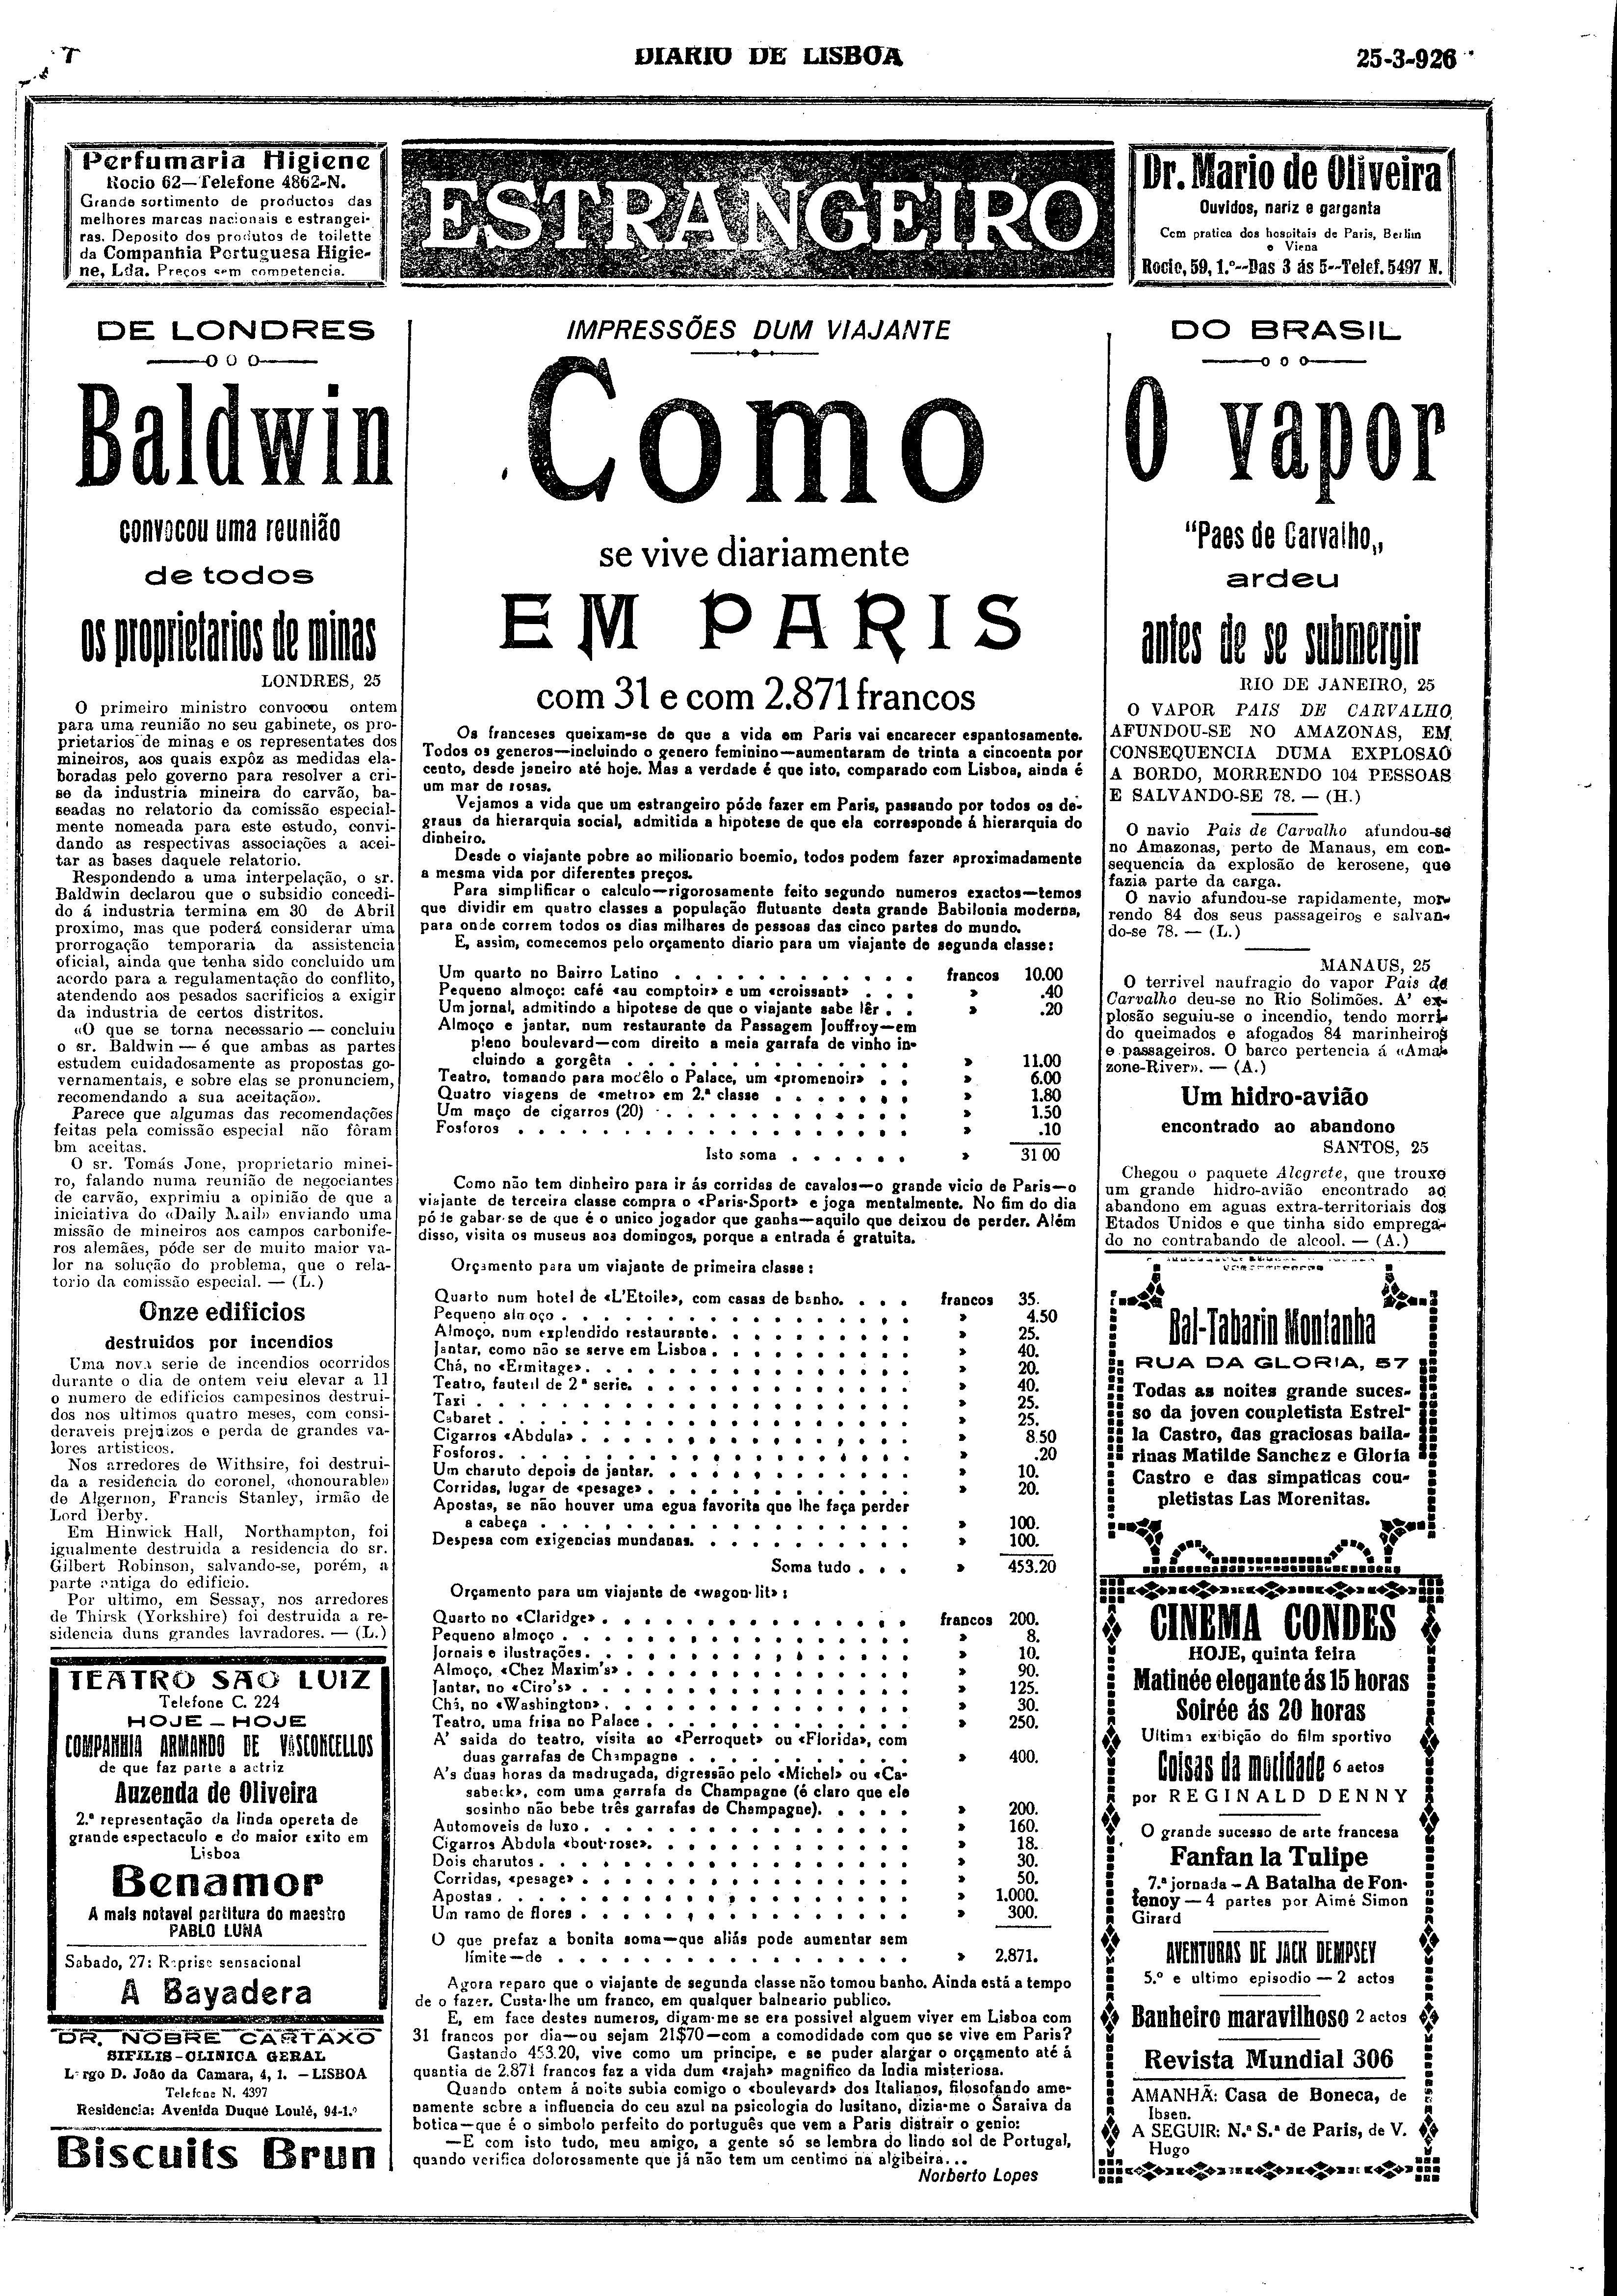 7
DIARIO DE LISBOA
25-3-926
Perfumaria Higiene
Rocio 62—Telefone 4862-N.
Grande sortimento de productos das
melhores marcas nacionais e estrangei-
ras. Deposito dos produtos de toilette
da Companhia Portuguesa Higie-
ne, Lda. Preços sem competencia.
ESTRANGEIRO
Dr. Mario de Oliveira
Ouvidos, nariz e garganta
Com pratica dos hospitais de Paris, Berlim
e Viena
Rocio, 59, 1.º--Das 3 ás 5--Telef. 5497 N.
DE LONDRES
Baldwin
convocou uma reunião
de todos
os proprietarios de minas
LONDRES, 25
O primeiro ministro convocou ontem
para uma reunião no seu gabinete, os pro-
prietarios de minas e os representates dos
mineiros, aos quais expôz as medidas ela-
boradas pelo governo para resolver a cri-
se da industria mineira do carvão, ba-
seadas no relatorio da comissão especial-
mente nomeada para este estudo, convi-
dando as respectivas associações a acei-
tar as bases daquele relatorio.
Respondendo a uma interpelação, o sr.
Baldwin declarou que o subsidio concedi-
do á industria termina em 30 de Abril
proximo, mas que poderá considerar uma
prorrogação temporaria da assistencia
oficial, ainda que tenha sido concluido um
acordo para a regulamentação do conflito,
atendendo aos pesados sacrificios a exigir
da industria de certos distritos.
«O que se torna necessario — concluiu
o sr. Baldwin — é que ambas as partes
estudem cuidadosamente as propostas go-
vernamentais, e sobre elas se pronunciem,
recomendando a sua aceitação».
Parece que algumas das recomendações
feitas pela comissão especial não fôram
bm aceitas.
O sr. Tomás Jone, proprietario minei-
ro, falando numa reunião de negociantes
de carvão, exprimiu a opinião de que a
iniciativa do «Daily Mail» enviando uma
missão de mineiros aos campos carbonife-
ros alemães, póde ser de muito maior va-
lor na solução do problema, que o rela-
torio da comissão especial. — (L.)
Onze edificios
destruidos por incendios
Uma nova serie de incendios ocorridos
durante o dia de ontem veiu elevar a 11
o numero de edificios campesinos destrui-
dos nos ultimos quatro meses, com consi-
deraveis prejuizos e perda de grandes va-
lores artisticos.
Nos arredores de Withsire, foi destrui-
da a residencia do coronel, «honourable»
de Algernon, Francis Stanley, irmão de
Lord Derby.
Em Hinwick Hall, Northampton, foi
igualmente destruida a residencia do sr.
Gilbert Robinson, salvando-se, porém, a
parte antiga do edificio.
Por ultimo, em Sessay, nos arredores
de Thirsk (Yorkshire) foi destruida a re-
sidencia duns grandes lavradores. — (L.)
TEATRO SÃO LUIZ
Telefone C. 224
HOJE — HOJE
COMPANHIA ARMANDO DE VASCONCELLOS
de que faz parte a actriz
Auzenda de Oliveira
2.ª representação da linda opereta de
grande espectaculo e do maior exito em
Lisboa
Benamor
A mais notavel partitura do maestro
PABLO LUNA
Sabado, 27: Reprise sensacional
A Bayadera
DR. NOBRE CARTAXO
SIFILIS-CLINICA GERAL
Largo D. João da Camara, 4, 1. — LISBOA
Telefone N. 4397
Residencia: Avenida Duque Loulé, 94-1.º
Biscuits Brun
IMPRESSÕES DUM VIAJANTE
Como
se vive diariamente
EM PARIS
com 31 e com 2.871 francos
Os franceses queixam-se de que a vida em Paris vai encarecer espantosamente.
Todos os generos—incluindo o genero feminino—aumentaram de trinta a cincoenta por
cento, desde janeiro até hoje. Mas a verdade é que isto, comparado com Lisboa, ainda é
um mar de rosas.
Vejamos a vida que um estrangeiro póde fazer em Paris, passando por todos os de-
graus da hierarquia social, admitida a hipotese de que ela corresponde á hierarquia do
dinheiro.
Desde o viajante pobre ao milionario boemio, todos podem fazer aproximadamente
a mesma vida por diferentes preços.
Para simplificar o calculo—rigorosamente feito segundo numeros exactos—temos
que dividir em quatro classes a população flutuante desta grande Babilonia moderna,
para onde correm todos os dias milhares de pessoas das cinco partes do mundo.
E, assim, comecemos pelo orçamento diario para um viajante de segunda classe:
Um quarto no Bairro Latino . . . . . . . . . . . francos 10.00
Pequeno almoço: café «au comptoir» e um «croissant» . . . » .40
Um jornal, admitindo a hipotese de que o viajante sabe lêr . . » .20
Almoço e jantar, num restaurante da Passagem Jouffroy—em
pleno boulevard—com direito a meia garrafa de vinho in-
cluindo a gorgêta . . . . . . . . . . . . . » 11.00
Teatro, tomando para modêlo o Palace, um «promenoir» . . » 6.00
Quatro viagens de «metro» em 2.ª classe . . . . . . » 1.80
Um maço de cigarros (20) . . . . . . . . . . . » 1.50
Fosforos . . . . . . . . . . . . . . . . . » .10
Isto soma . . . . . . » 31 00
Como não tem dinheiro para ir ás corridas de cavalos—o grande vicio de Paris—o
viajante de terceira classe compra o «Paris-Sport» e joga mentalmente. No fim do dia
póde gabar-se de que é o unico jogador que ganha—aquilo que deixou de perder. Além
disso, visita os museus aos domingos, porque a entrada é gratuita.
Orçamento para um viajante de primeira classe:
Quarto num hotel de «L'Etoile», com casas de banho. . . . francos 35.
Pequeno almoço . . . . . . . . . . . . . . . » 4.50
Almoço, num explendido restaurante. . . . . . . . . » 25.
Jantar, como não se serve em Lisboa . . . . . . . . . » 40.
Chá, no «Ermitage». . . . . . . . . . . . . . » 20.
Teatro, fauteil de 2ª serie. . . . . . . . . . . . » 40.
Taxi . . . . . . . . . . . . . . . . . . » 25.
Cabaret . . . . . . . . . . . . . . . . . » 25.
Cigarros «Abdula» . . . . . . . . . . . . . . » 8.50
Fosforos. . . . . . . . . . . . . . . . . » .20
Um charuto depois de jantar. . . . . . . . . . . » 10.
Corridas, lugar de «pesage» . . . . . . . . . . . » 20.
Apostas, se não houver uma egua favorita que lhe faça perder
a cabeça . . . . . . . . . . . . . . . . » 100.
Despesa com exigencias mundanas. . . . . . . . . . » 100.
Soma tudo . . . » 453.20
Orçamento para um viajante de «wagon-lit»:
Quarto no «Claridge» . . . . . . . . . . . . . francos 200.
Pequeno almoço . . . . . . . . . . . . . . . » 8.
Jornais e ilustrações. . . . . . . . . . . . . . » 10.
Almoço, «Chez Maxim's» . . . . . . . . . . . . » 90.
Jantar, no «Ciro's» . . . . . . . . . . . . . . » 125.
Chá, no «Washington». . . . . . . . . . . . . » 30.
Teatro, uma frisa no Palace . . . . . . . . . . . » 250.
A' saida do teatro, visita ao «Perroquet» ou «Florida», com
duas garrafas de Champagne . . . . . . . . . . » 400.
A's duas horas da madrugada, digressão pelo «Michel» ou «Ca-
sabeck», com uma garrafa de Champagne (é claro que ele
sosinho não bebe três garrafas de Champagne). . . . . » 200.
Automoveis de luxo . . . . . . . . . . . . . . » 160.
Cigarros Abdula «bout-rose». . . . . . . . . . . . » 18.
Dois charutos . . . . . . . . . . . . . . . . » 30.
Corridas, «pesage» . . . . . . . . . . . . . . » 50.
Apostas . . . . . . . . . . . . . . . . . » 1.000.
Um ramo de flores . . . . . . . . . . . . . . » 300.
O que prefaz a bonita soma—que aliás pode aumentar sem
limite—de . . . . . . . . . . . . . . . » 2.871.
Agora reparo que o viajante de segunda classe não tomou banho. Ainda está a tempo
de o fazer. Custa-lhe um franco, em qualquer balneario publico.
E, em face destes numeros, digam-me se era possivel alguem viver em Lisboa com
31 francos por dia—ou sejam 21$70—com a comodidade com que se vive em Paris?
Gastando 453.20, vive como um principe, e se puder alargar o orçamento até á
quantia de 2.871 francos faz a vida dum «rajah» magnifico da India misteriosa.
Quando ontem á noite subia comigo o «boulevard» dos Italianos, filosofando ame-
namente sobre a influencia do ceu azul na psicologia do lusitano, dizia-me o Saraiva da
botica—que é o simbolo perfeito do português que vem a Paris distrair o genio:
—E com isto tudo, meu amigo, a gente só se lembra do lindo sol de Portugal,
quando verifica dolorosamente que já não tem um centimo na algibeira...
Norberto Lopes
DO BRASIL
O vapor
"Paes de Carvalho„
ardeu
antes de se submergir
RIO DE JANEIRO, 25
O VAPOR PAIS DE CARVALHO
AFUNDOU-SE NO AMAZONAS, EM
CONSEQUENCIA DUMA EXPLOSÃO
A BORDO, MORRENDO 104 PESSOAS
E SALVANDO-SE 78. — (H.)
O navio Pais de Carvalho afundou-se
no Amazonas, perto de Manaus, em con-
sequencia da explosão de kerosene, que
fazia parte da carga.
O navio afundou-se rapidamente, mor-
rendo 84 dos seus passageiros e salvan-
do-se 78. — (L.)
MANAUS, 25
O terrivel naufragio do vapor Pais de
Carvalho deu-se no Rio Solimões. A' ex-
plosão seguiu-se o incendio, tendo morri-
do queimados e afogados 84 marinheiros
e passageiros. O barco pertencia á «Ama-
zone-River». — (A.)
Um hidro-avião
encontrado ao abandono
SANTOS, 25
Chegou o paquete Alegrete, que trouxe
um grande hidro-avião encontrado ao
abandono em aguas extra-territoriais dos
Etados Unidos e que tinha sido emprega-
do no contrabando de alcool. — (A.)
Bal-Tabarin Montanha
RUA DA GLORIA, 57
Todas as noites grande suces-
so da joven coupletista Estrel-
la Castro, das graciosas baila-
rinas Matilde Sanchez e Gloria
Castro e das simpaticas cou-
pletistas Las Morenitas.
CINEMA CONDES
HOJE, quinta feira
Matinée elegante ás 15 horas
Soirée ás 20 horas
Ultima exibição do film sportivo
Coisas da mocidade 6 actos
por REGINALD DENNY
O grande sucesso de arte francesa
Fanfan la Tulipe
7.ª jornada — A Batalha de Fon-
tenoy — 4 partes por Aimé Simon
Girard
AVENTURAS DE JACK DEMPSEY
5.º e ultimo episodio — 2 actos
Banheiro maravilhoso 2 actos
Revista Mundial 306
AMANHÃ: Casa de Boneca, de
Ibsen.
A SEGUIR: N.ª S.ª de Paris, de V.
Hugo